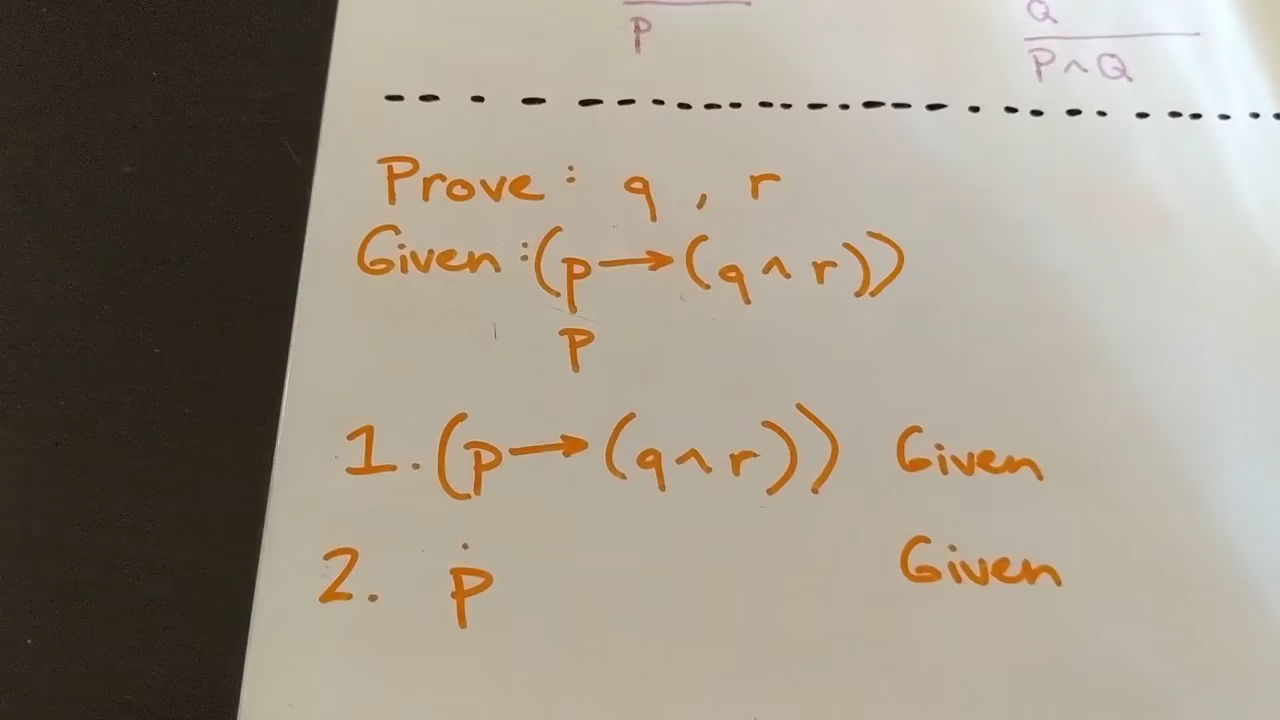 P
Q
P ∧ Q
Prove: q , r
Given: (p → (q ∧ r))
p
1. (p → (q ∧ r)) Given
2. p Given